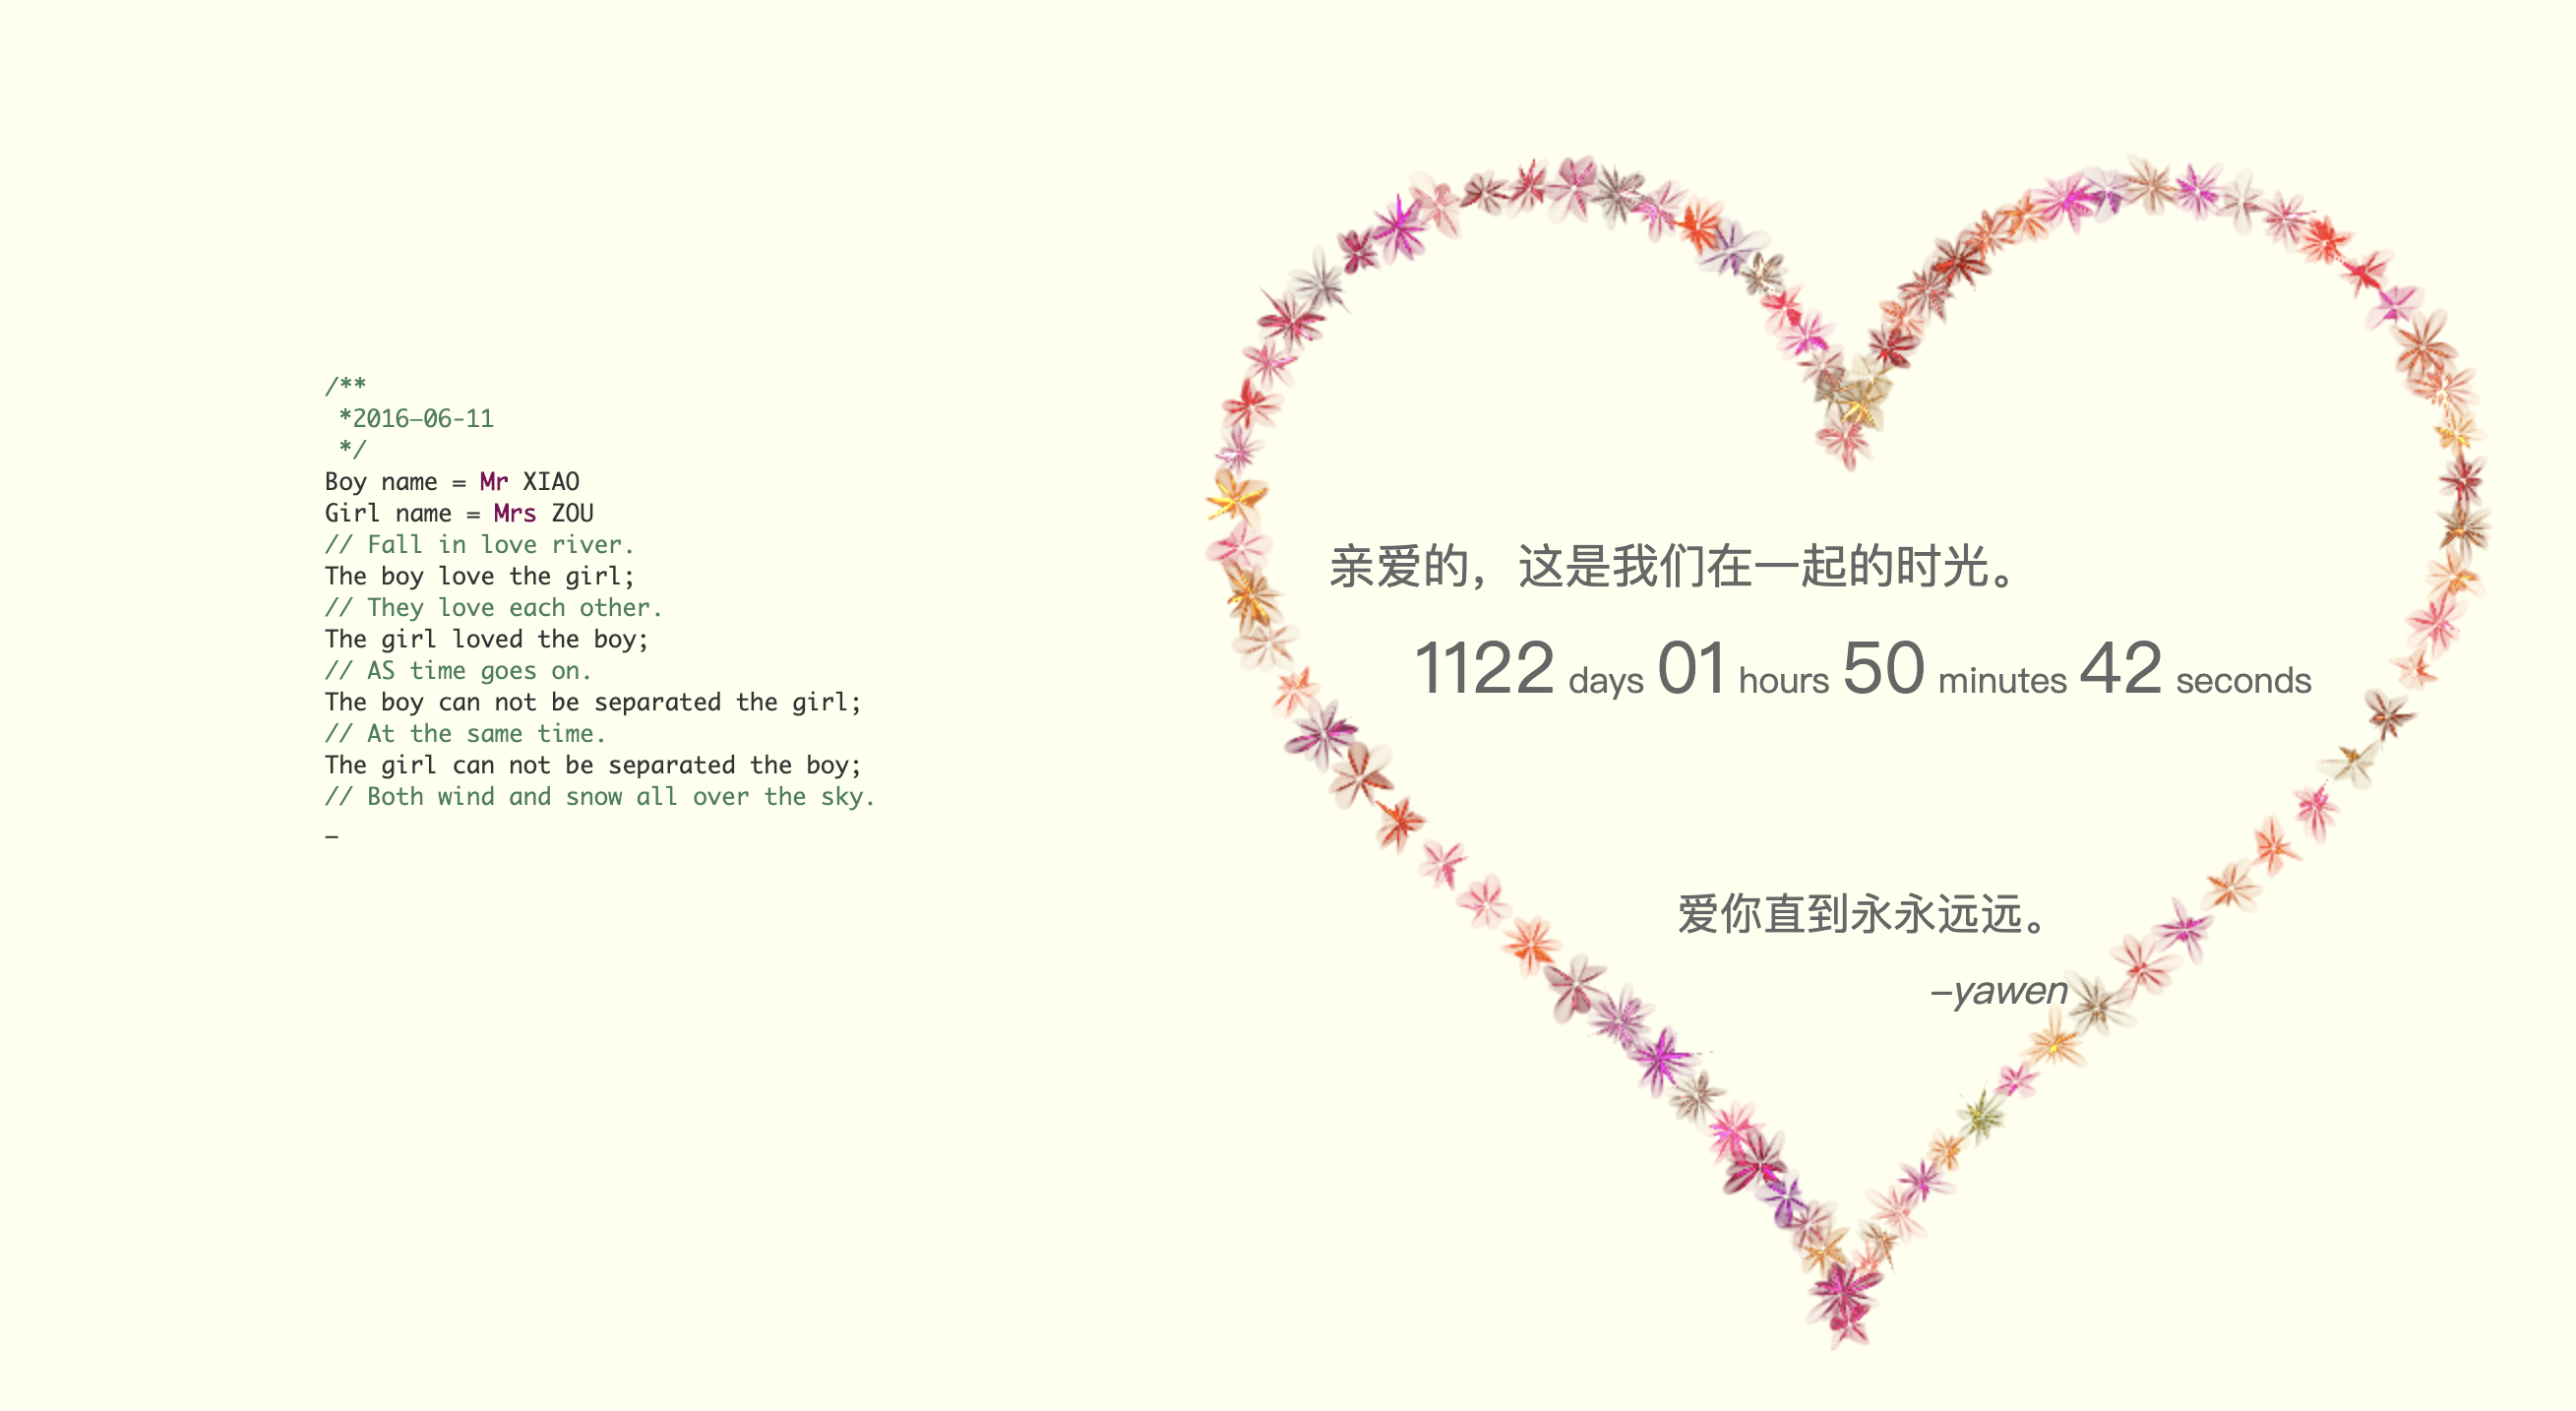 /**
 *2016—06-11
 */
Boy name = Mr XIAO
Girl name = Mrs ZOU
// Fall in love river.
The boy love the girl;
// They love each other.
The girl loved the boy;
// AS time goes on.
The boy can not be separated the girl;
// At the same time.
The girl can not be separated the boy;
// Both wind and snow all over the sky.
_
亲爱的，这是我们在一起的时光。
1122 days 01 hours 50 minutes 42 seconds
爱你直到永永远远。
—yawen